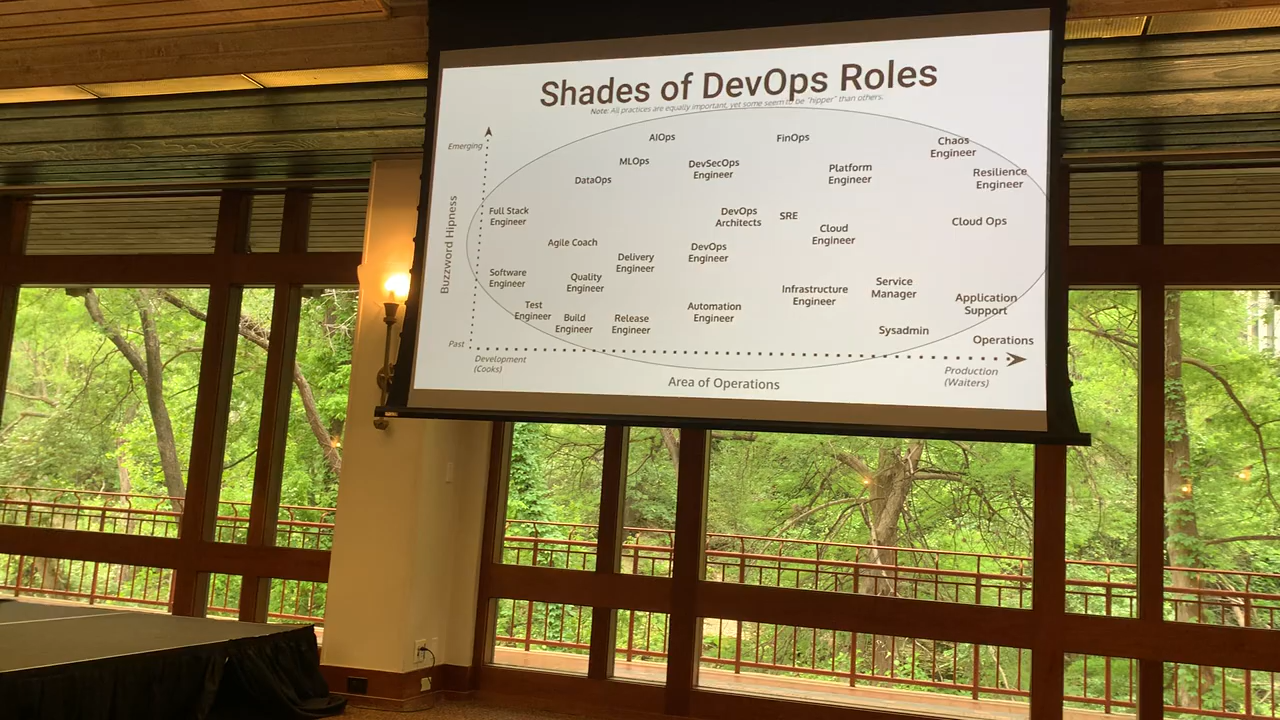 Shades of DevOps Roles
Note: All practices are equally important, yet some seem to be "hipper" than others.
Emerging
AIOps
FinOps
Chaos
Engineer
MLOps
DevSecOps
Engineer
Platform
Engineer
Resilience
Engineer
DataOps
Full Stack
Engineer
DevOps
Architects
SRE
Cloud Ops
Cloud
Engineer
Agile Coach
DevOps
Engineer
Delivery
Engineer
Buzzword Hipness
Software
Engineer
Quality
Engineer
Infrastructure
Engineer
Service
Manager
Application
Support
Test
Engineer
Build
Engineer
Release
Engineer
Automation
Engineer
Sysadmin
Operations
Past
Development
(Cooks)
Area of Operations
Production
(Waiters)